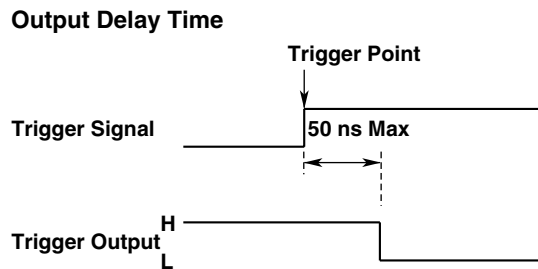 Output Delay Time
Trigger Point
Trigger Signal
50 ns Max
H
Trigger Output
L